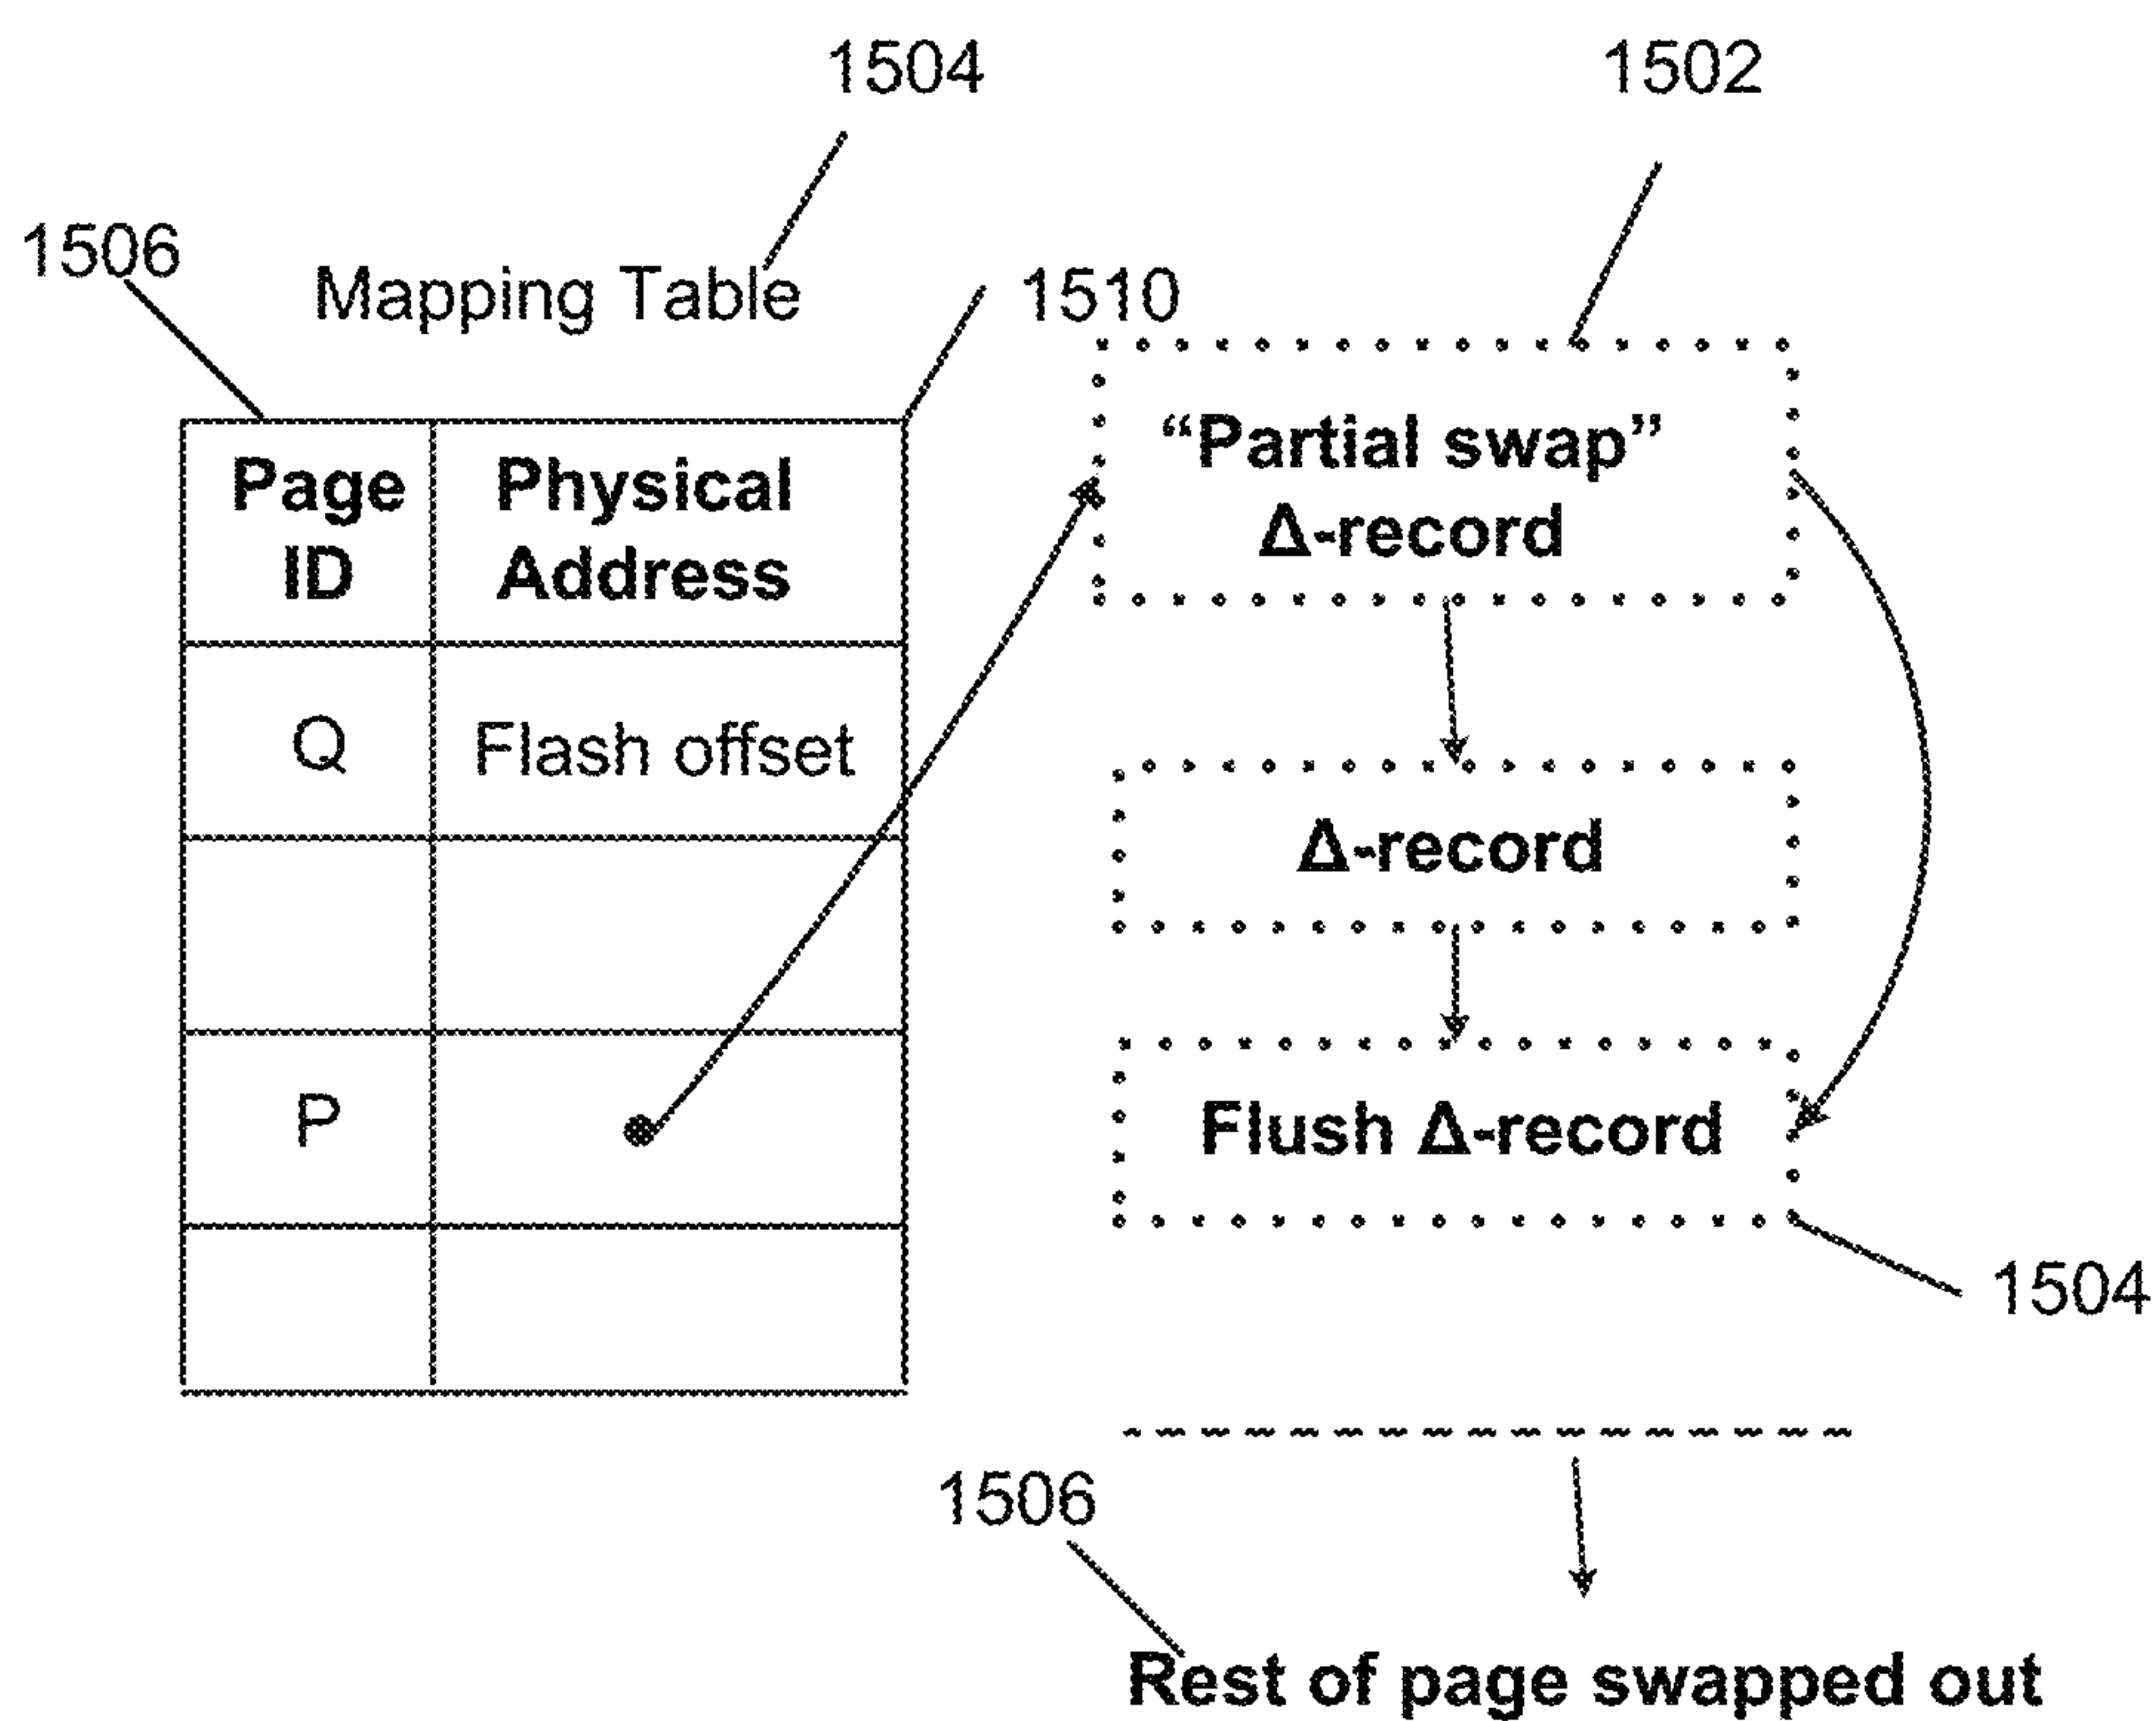 1504
1502
1506
Mapping Table
1510
Page
ID
Physical
Address
Q
Flash offset
P
“Partial swap”
Δ-record
Δ-record
Flush Δ-record
1504
1506
Rest of page swapped out